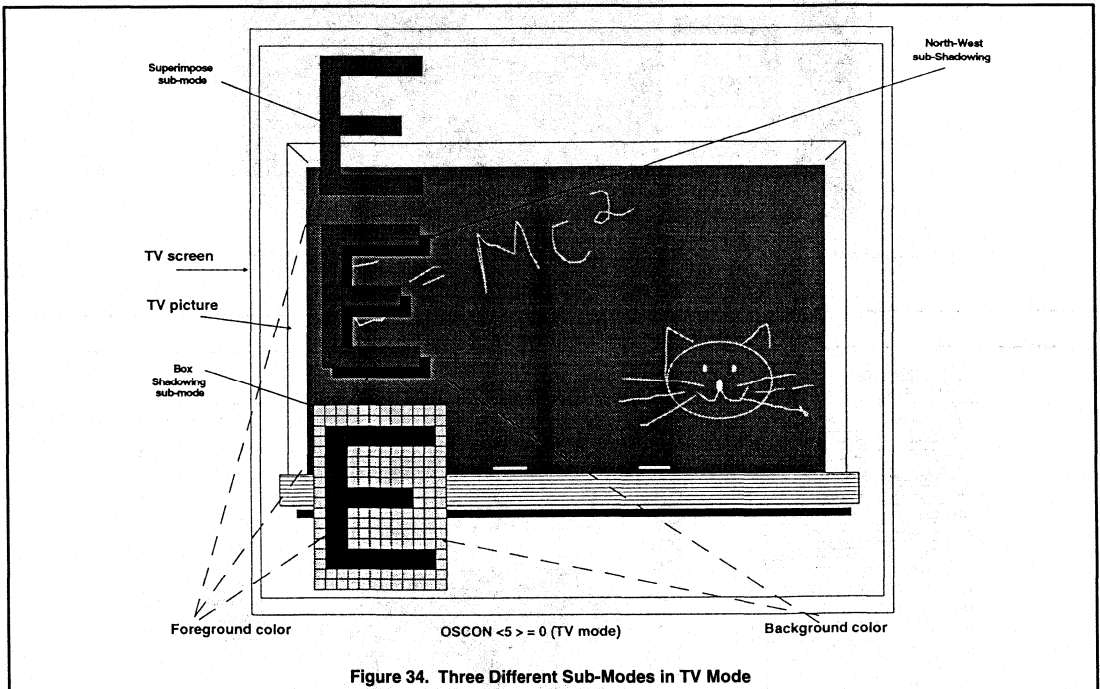 Superimpose
sub-mode
North-West
sub-Shadowing
E
MC2
TV screen
E
=
TV picture
Box
Shadowing
sub-mode
E
Foreground color
OSCON <5 > = 0 (TV mode)
Background color
Figure 34. Three Different Sub-Modes in TV Mode